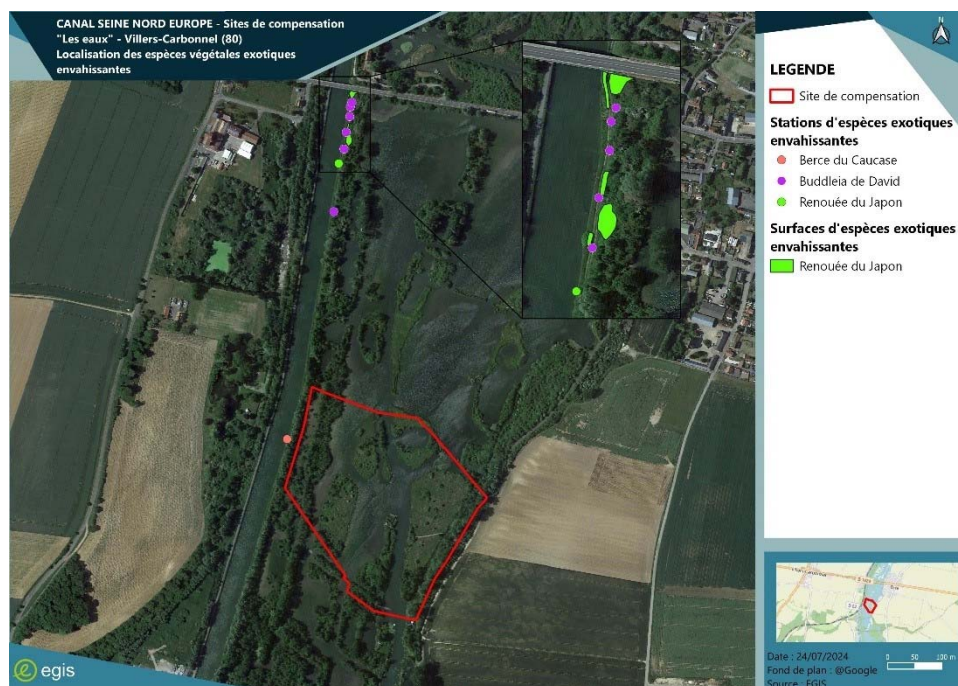 CANAL SEINE NORD EUROPE - Sites de compensation
"Les eaux" - Villers-Carbonnel (80)
Localisation des espèces végétales exotiques
envahissantes
N
LEGENDE
Site de compensation
Stations d'espèces exotiques
envahissantes
Berce du Caucase
Buddleia de David
Renouée du Japon
Surfaces d'espèces exotiques
envahissantes
Renouée du Japon
Date : 24/07/2024
0 50 100 m
Fond de plan : @Google
Source : EGIS
egis